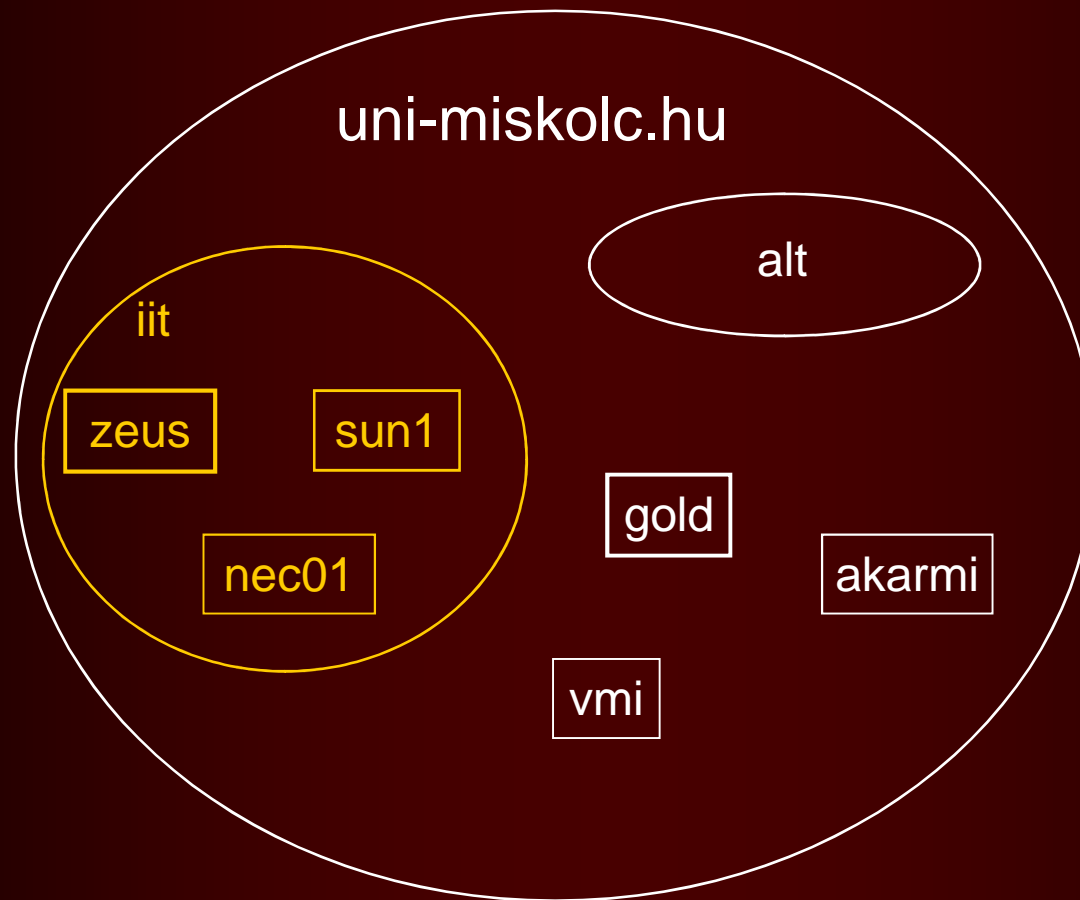 uni-miskolc.hu
alt
iit
zeus
sun1
gold
nec01
akarmi
vmi